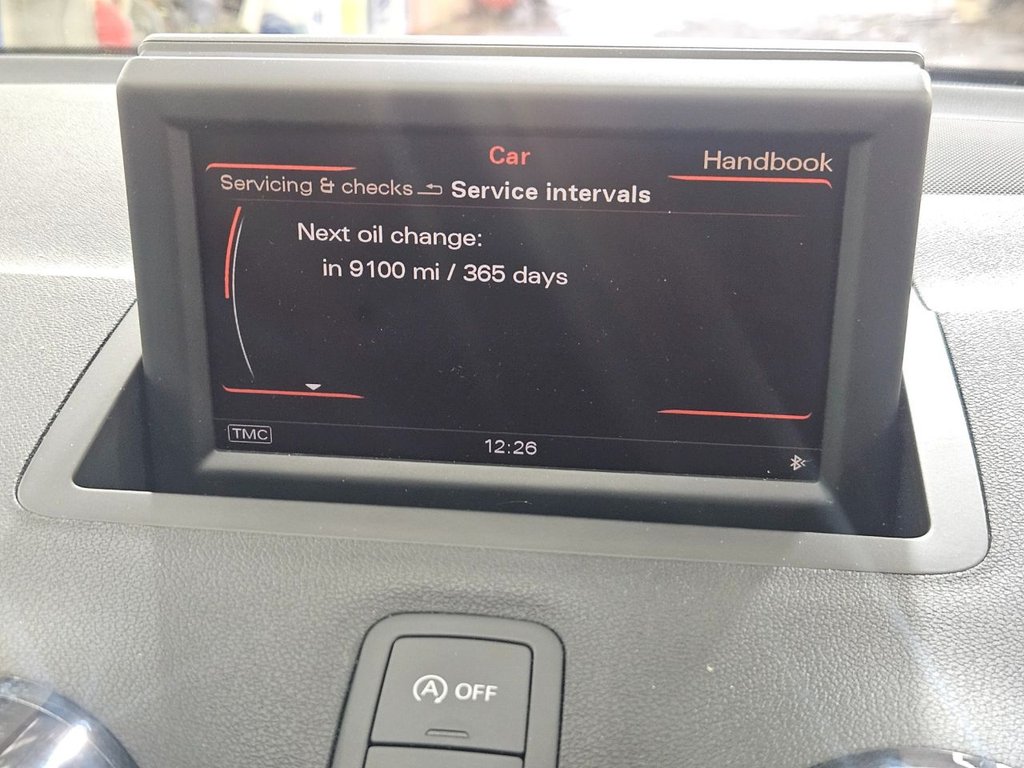 Car
Handbook
Servicing & checks Service intervals
Next oil change:
in 9100 mi / 365 days
TMC
12:26
A OFF